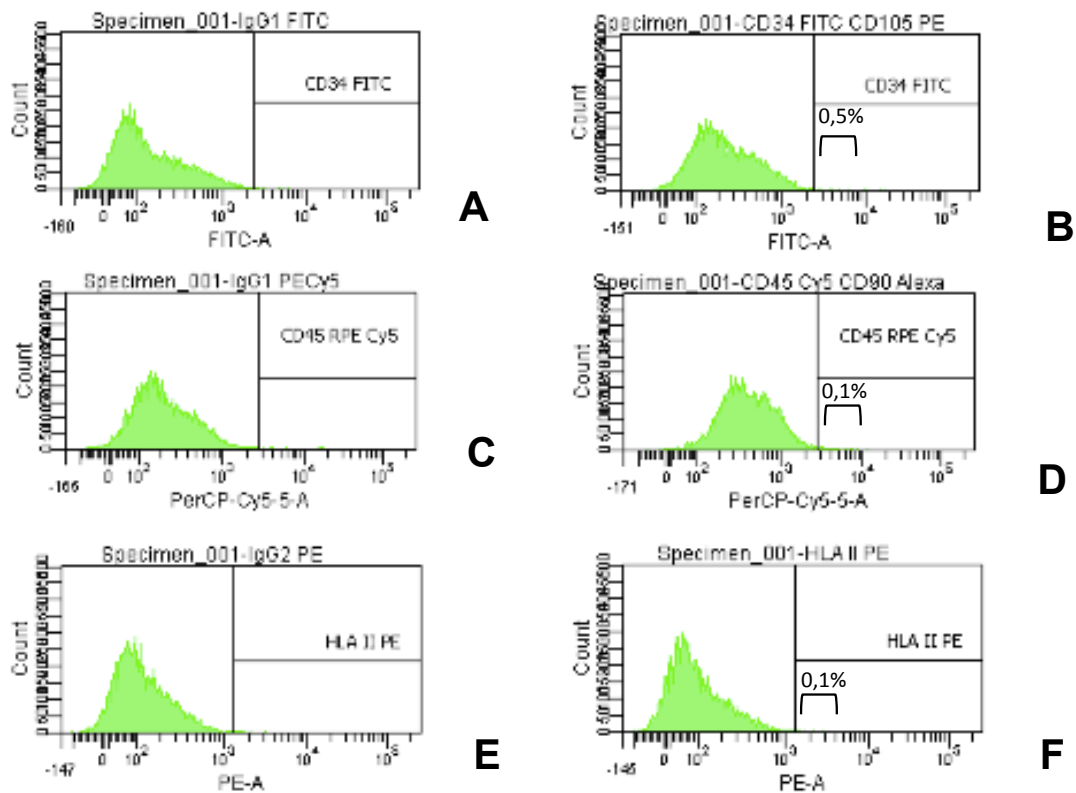 Specimen_001-IgG1 FITC
Count
CD34 FITC
-160 0 10² 10³ 10⁴ 10⁵
FITC-A
A
Specimen_001-CD34 FITC CD105 PE
Count
CD34 FITC
0,5%
-151 0 10² 10³ 10⁴ 10⁵
FITC-A
B
Specimen_001-IgG1 PECy5
Count
CD45 RPE Cy5
-166 0 10² 10³ 10⁴ 10⁵
PerCP-Cy5-5-A
C
Specimen_001-CD45 Cy5 CD90 Alexa
Count
CD45 RPE Cy5
0,1%
-171 0 10² 10³ 10⁴ 10⁵
PerCP-Cy5-5-A
D
Specimen_001-IgG2 PE
Count
HLA II PE
-147 0 10² 10³ 10⁴ 10⁵
PE-A
E
Specimen_001-HLA II PE
Count
HLA II PE
0,1%
0 10² 10³ 10⁴ 10⁵
PE-A
F